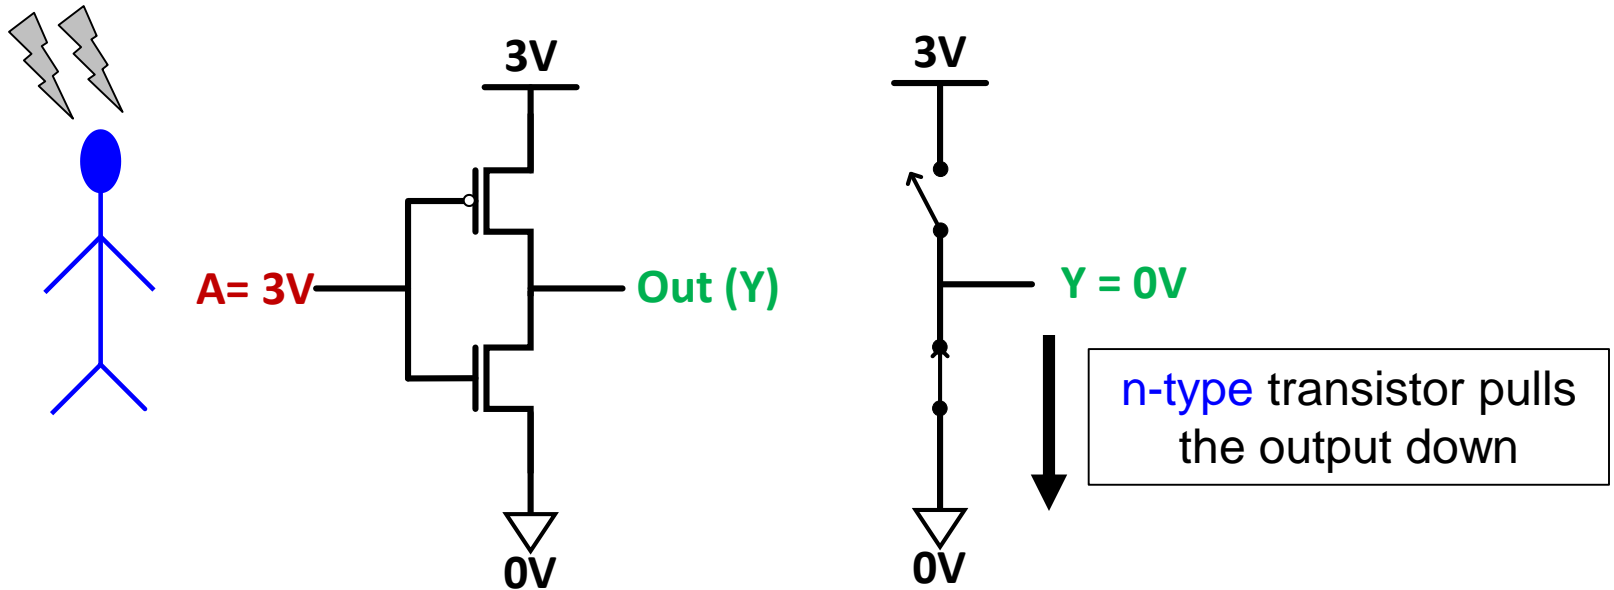 3V
A= 3V
Out (Y)
0V
3V
Y = 0V
0V
n-type transistor pulls
the output down